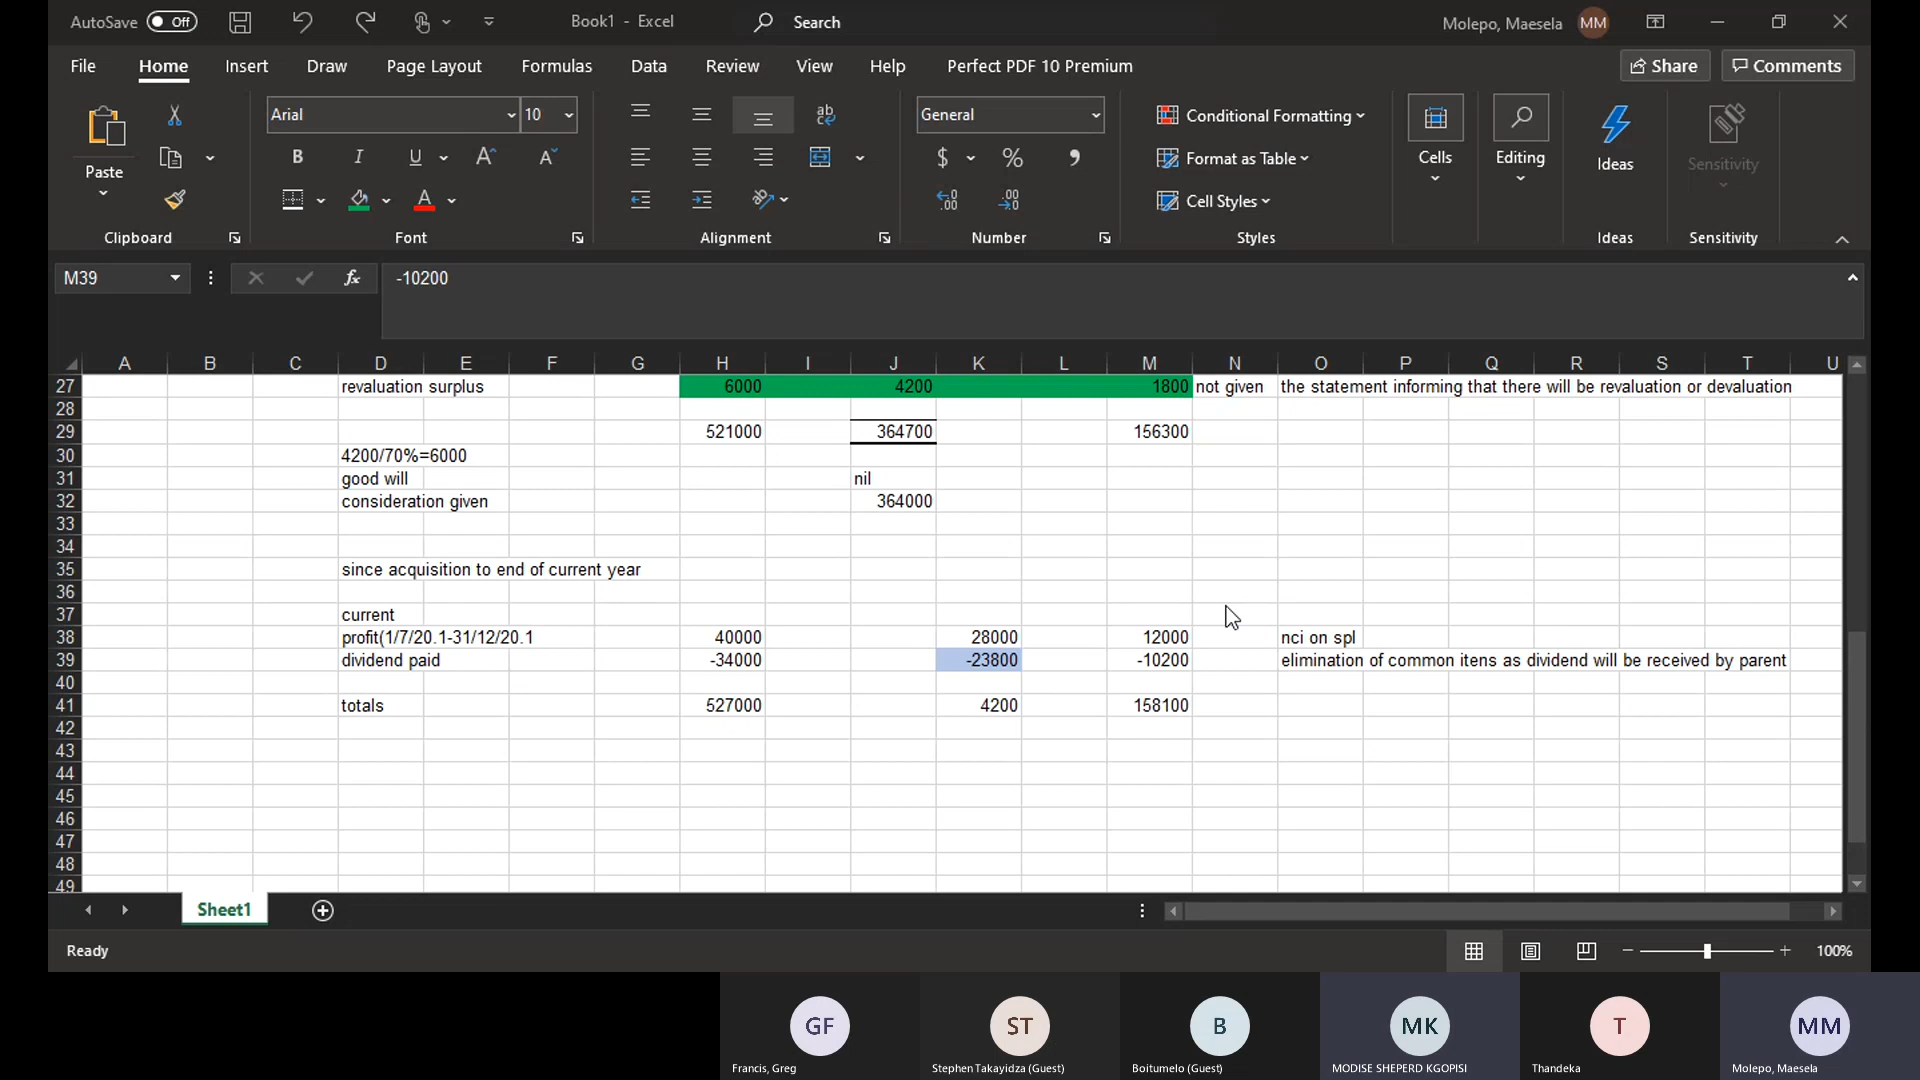 AutoSave Off Book1 - Excel Search Molepo, Maesela MM
File Home Insert Draw Page Layout Formulas Data Review View Help Perfect PDF 10 Premium Share Comments
Arial 10 ab General Conditional Formatting
Paste B I U A A $ % Format as Table Cells Editing Ideas Sensitivity
A ab .00 .00 Cell Styles
Clipboard Font Alignment Number Styles Ideas Sensitivity
M39 fx -10200
A B C D E F G H I J K L M N O P Q R S T U
27 revaluation surplus 6000 4200 1800 not given the statement informing that there will be revaluation or devaluation
28
29 521000 364700 156300
30 4200/70%=6000
31 good will nil
32 consideration given 364000
33
34
35 since acquisition to end of current year
36
37 current
38 profit(1/7/20.1-31/12/20.1 40000 28000 12000 nci on spl
39 dividend paid -34000 -23800 -10200 elimination of common itens as dividend will be received by parent
40
41 totals 527000 4200 158100
42
43
44
45
46
47
48
49
Sheet1
Ready 100%
GF ST B MK T MM
Francis, Greg Stephen Takayidza (Guest) Boitumelo (Guest) MODISE SHEPERD KGOPISI Thandeka Molepo, Maesela